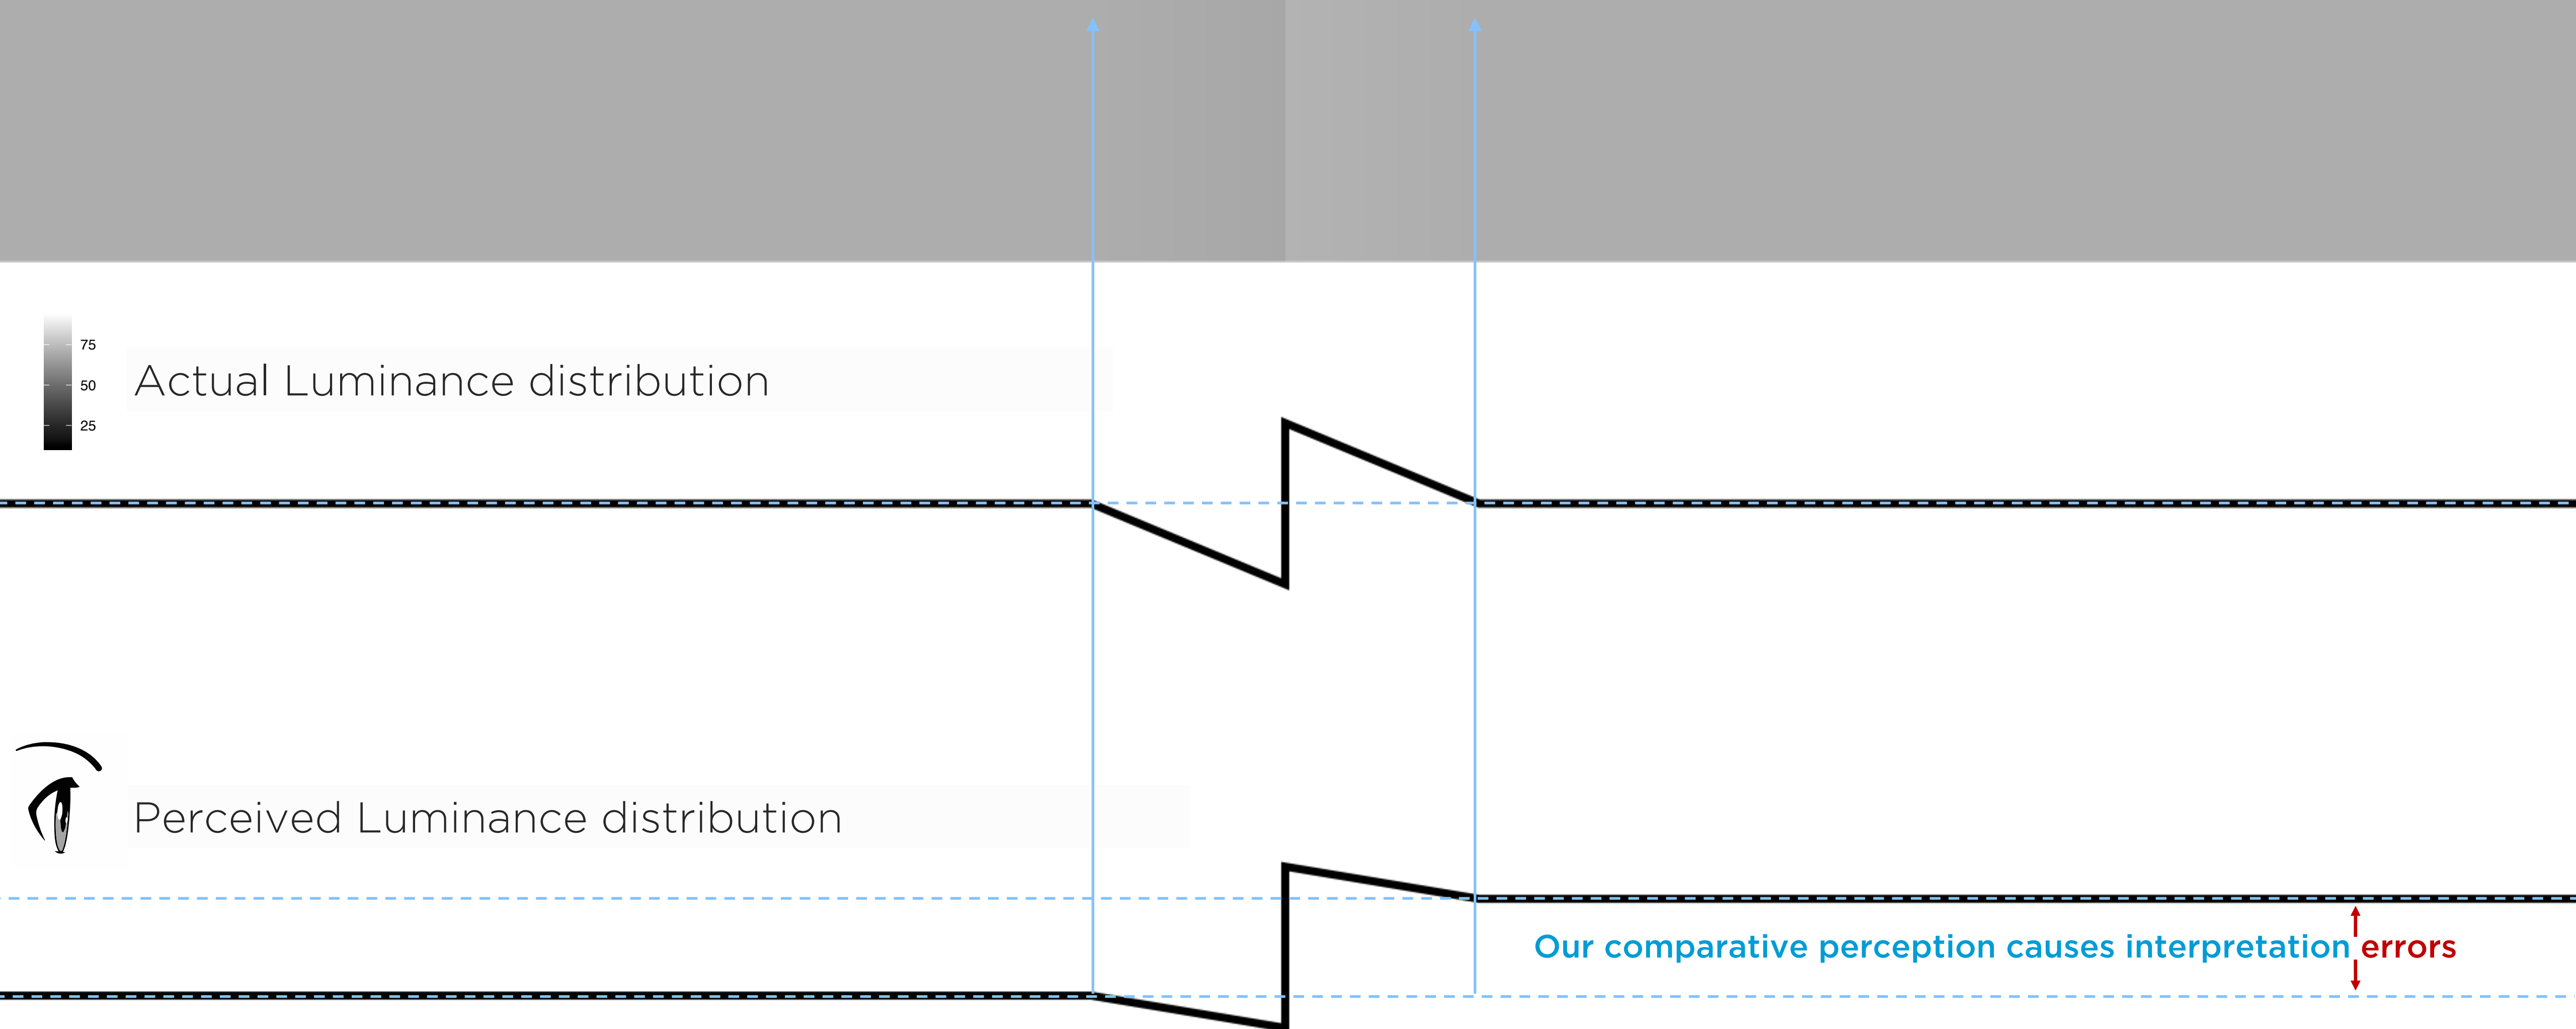 75
50
25
Actual Luminance distribution
Perceived Luminance distribution
Our comparative perception causes interpretation errors